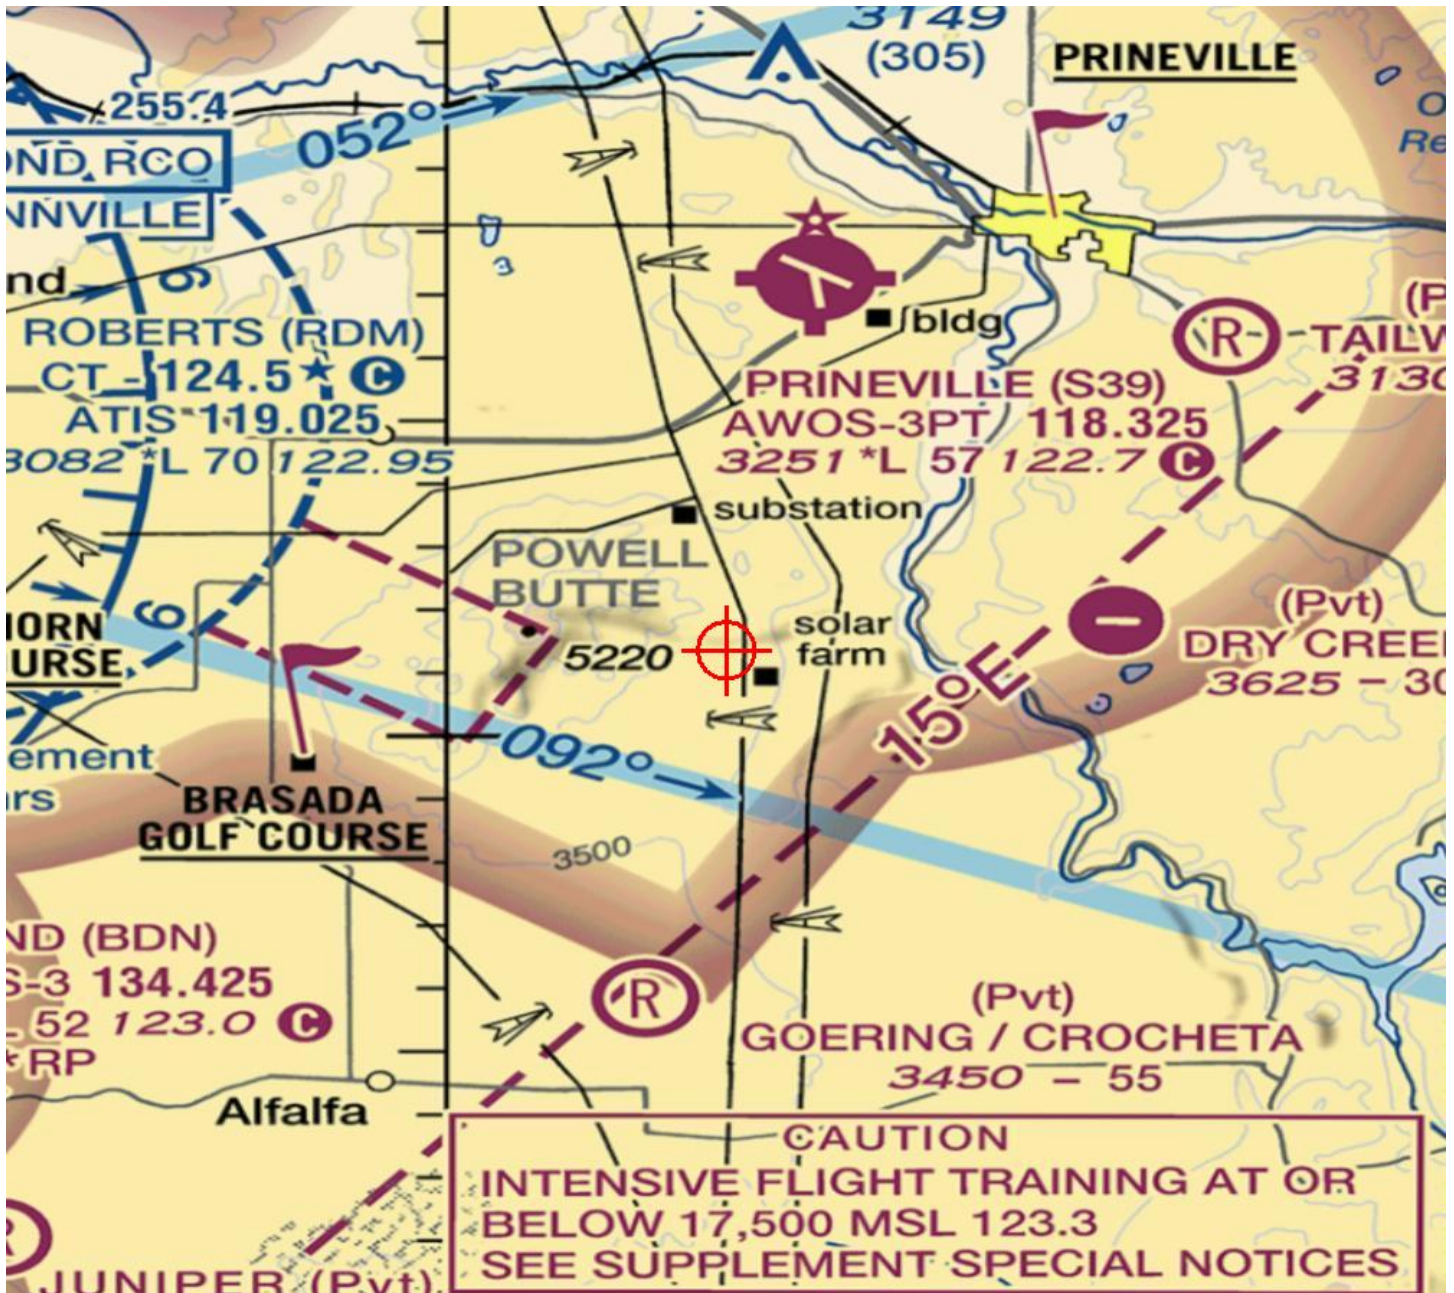 3149
(305)
PRINEVILLE
255.4
052°
OND RCO
NNVILLE
nd
6
ROBERTS (RDM)
CT - 124.5 ★ C
ATIS 119.025
3082 *L 70 122.95
bldg
R
TAILW
3130
PRINEVILLE (S39)
AWOS-3PT 118.325
3251 *L 57 122.7 C
substation
POWELL
BUTTE
5220
solar
farm
6
HORN
URSE
(Pvt)
DRY CREE
3625 - 30
15°E
092°
ement
ars
BRASADA
GOLF COURSE
3500
ND (BDN)
S-3 134.425
L 52 123.0 C
*RP
R
(Pvt)
GOERING / CROCHETA
3450 - 55
Alfalfa
CAUTION
INTENSIVE FLIGHT TRAINING AT OR
BELOW 17,500 MSL 123.3
SEE SUPPLEMENT SPECIAL NOTICES
JUNIPER (Pvt)